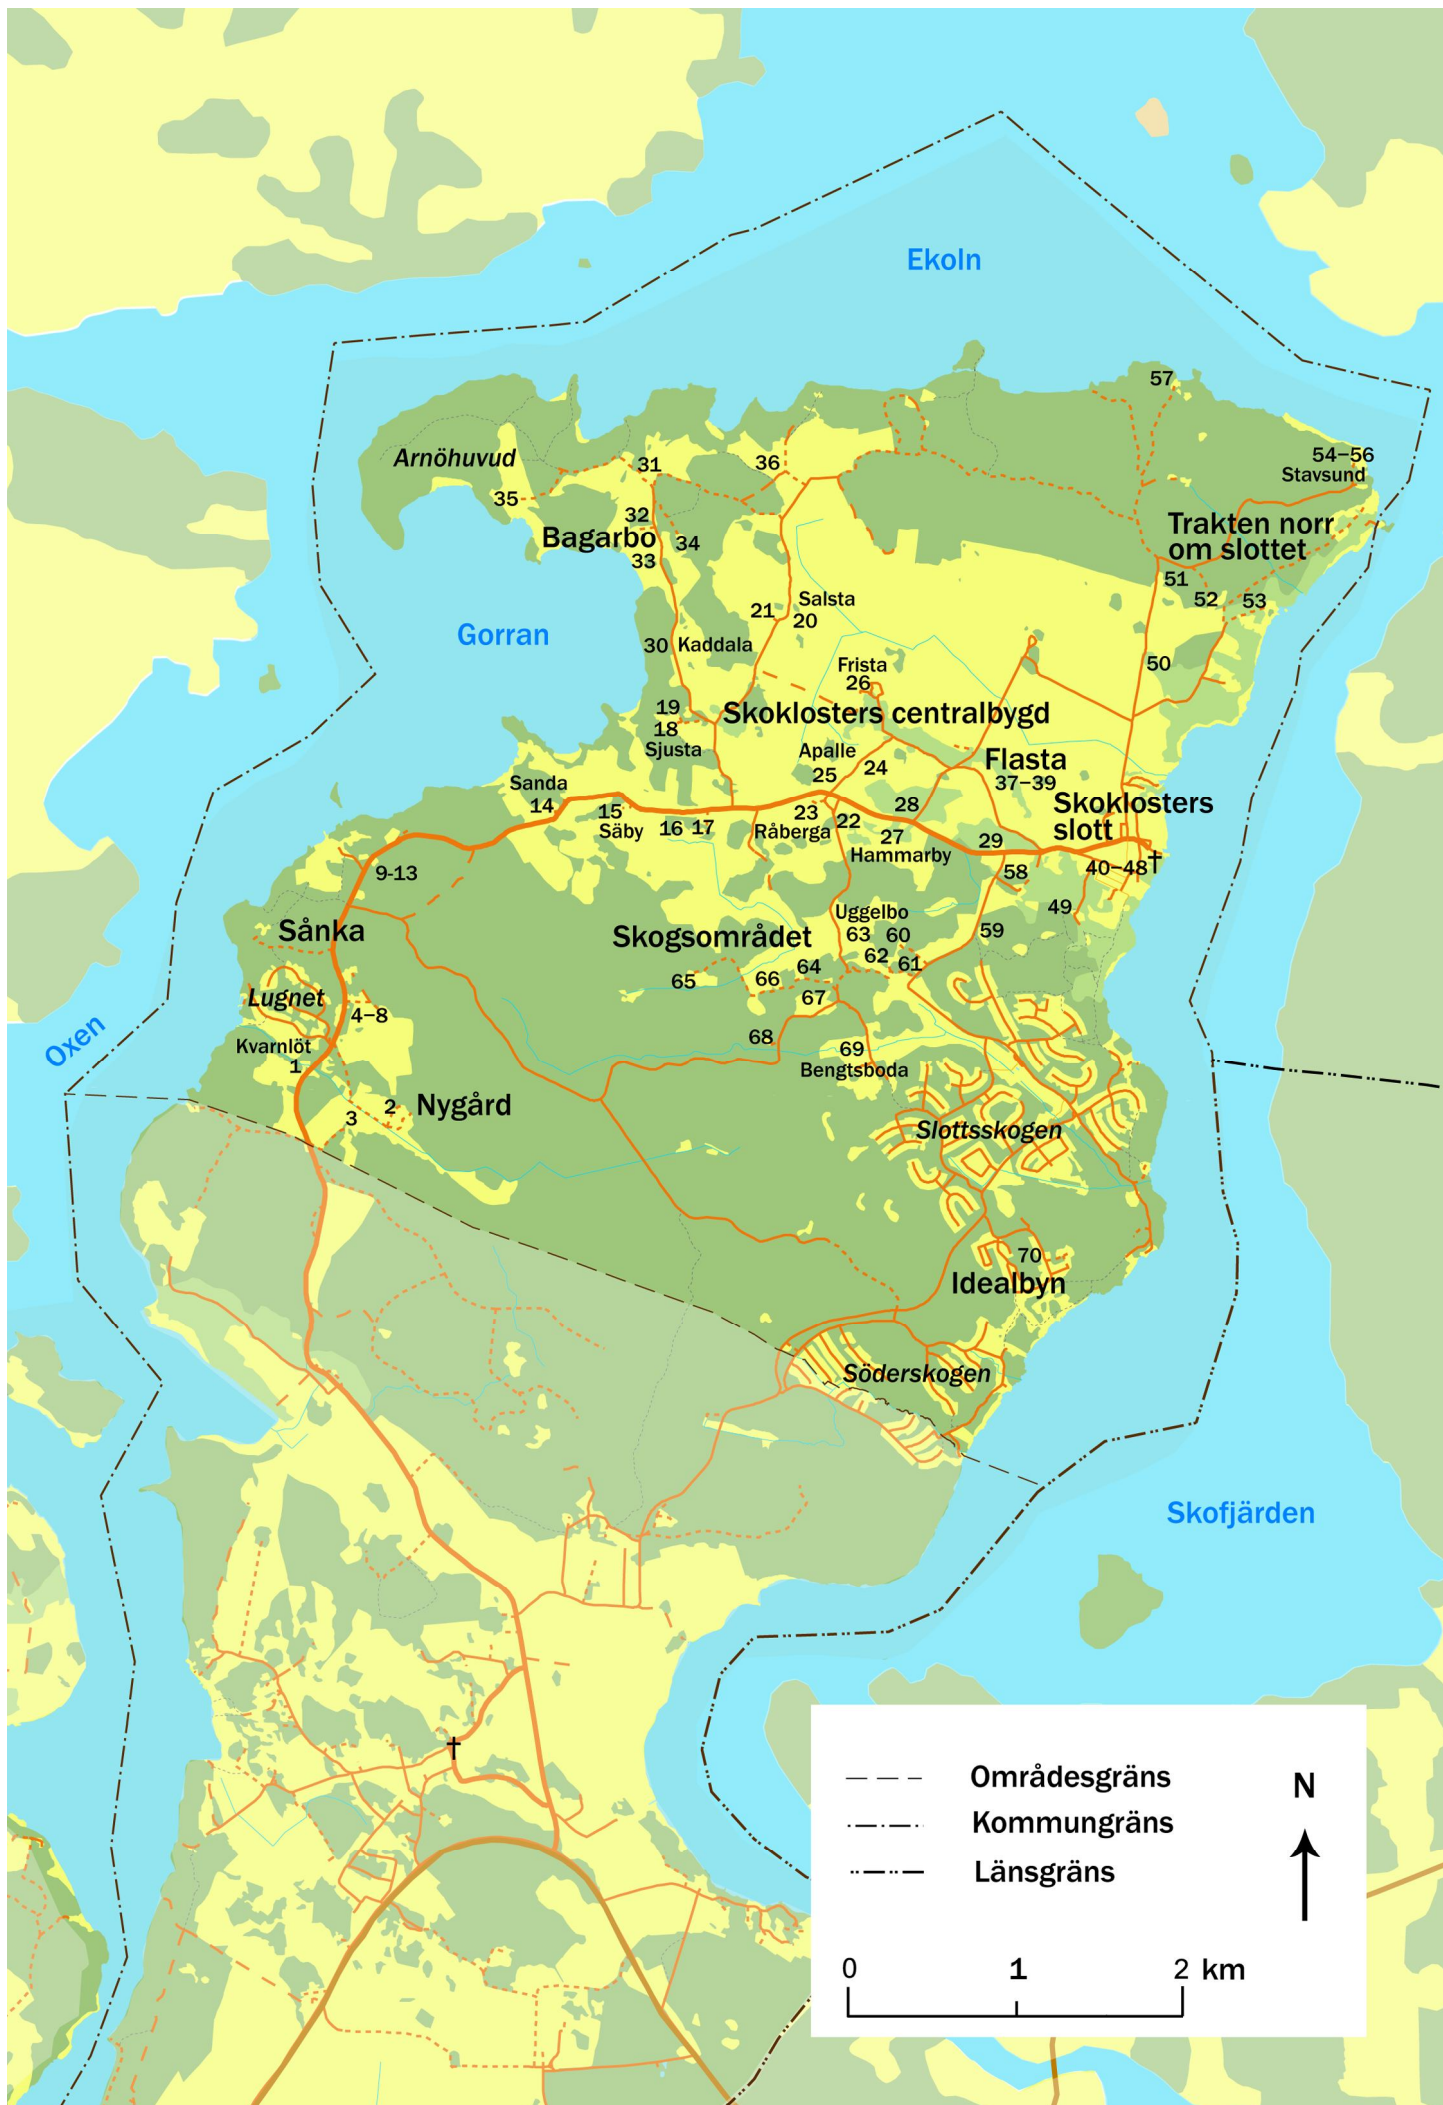 Ekoln
57
Arnöhuvud
31
36
54–56
Stavsund
35
32
Bagarbo
34
33
Trakten norr
om slottet
51
52
53
21
Salsta
20
Gorran
30
Kaddala
Frista
26
50
19
18
Sjusta
Skoklosters centralbygd
Apalle
25
24
Flasta
37–39
Sanda
14
15
Säby
16
17
23
Råberga
22
28
27
Hammarby
Skoklosters
slott
29
9-13
58
40–48
49
Sånka
Skogsområdet
Uggelbo
63
60
59
62
61
65
66
64
67
Lugnet
4–8
Oxen
Kvarnlöt
1
68
69
Bengtsboda
Nygård
2
3
Slottsskogen
70
Idealbyn
Söderskogen
Skofjärden
Områdesgräns
Kommungräns
Länsgräns
N
0
1
2 km